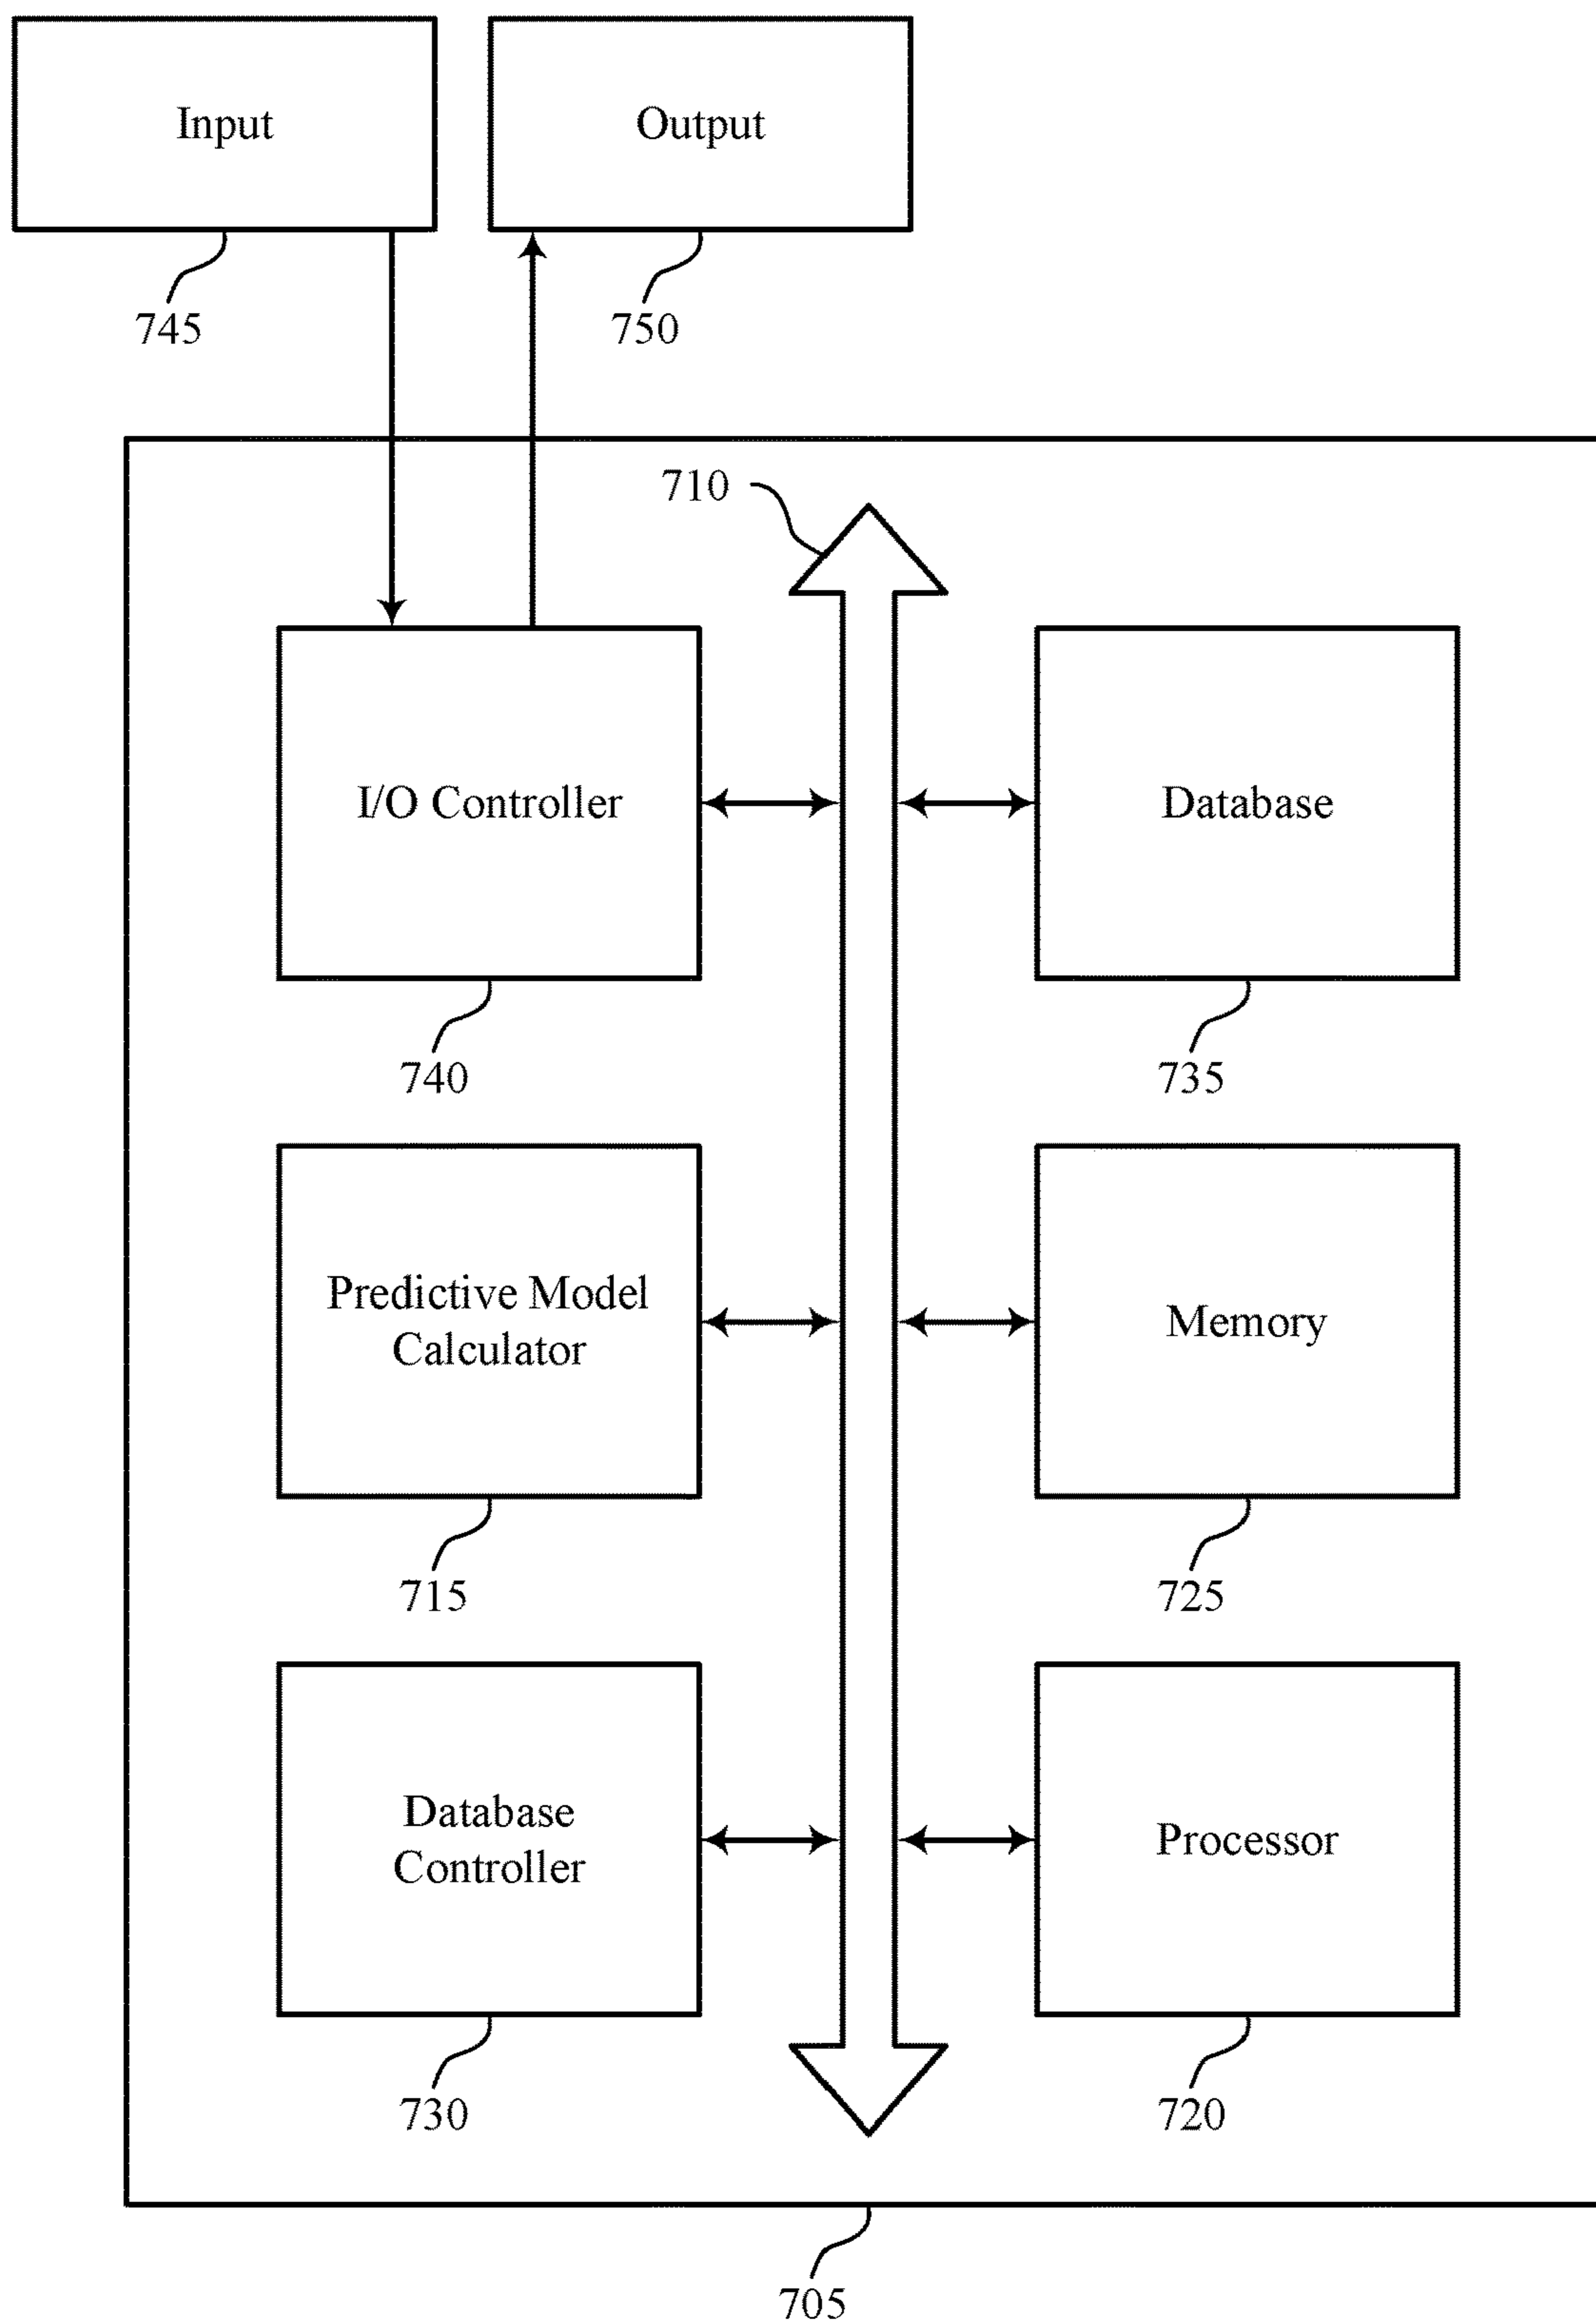 Input
Output
745
750
710
I/O Controller
Database
740
735
Predictive Model
Calculator
Memory
715
725
Database
Controller
Processor
730
720
705